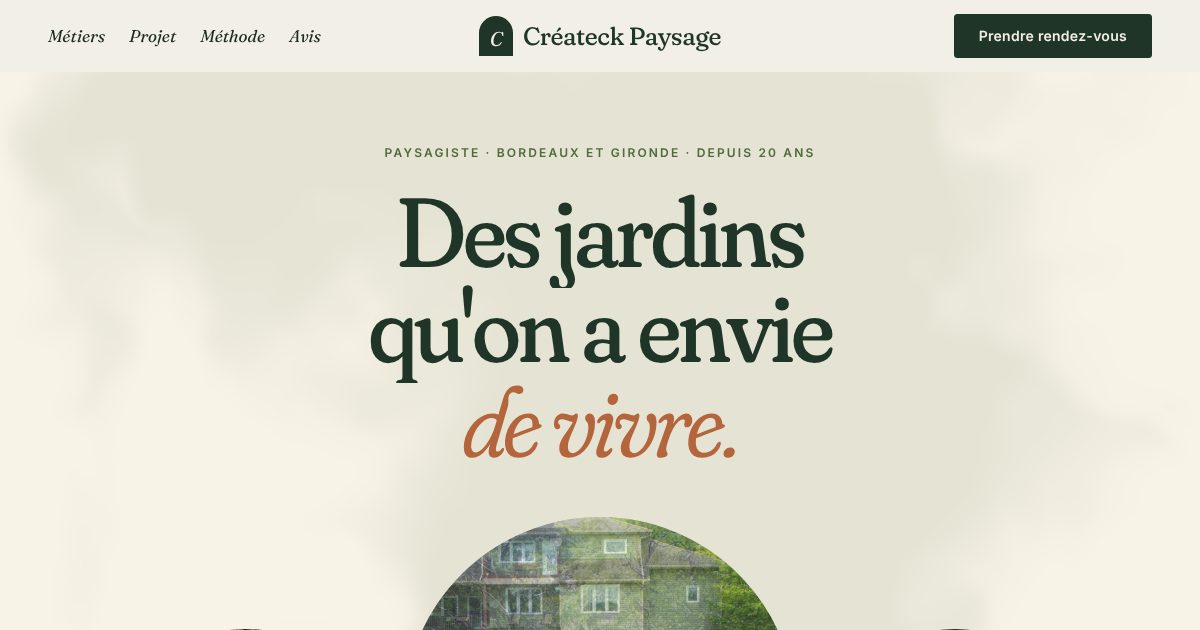 Métiers Projet Méthode Avis
C Créateck Paysage
Prendre rendez-vous
PAYSAGISTE · BORDEAUX ET GIRONDE · DEPUIS 20 ANS
Des jardins
qu'on a envie
de vivre.